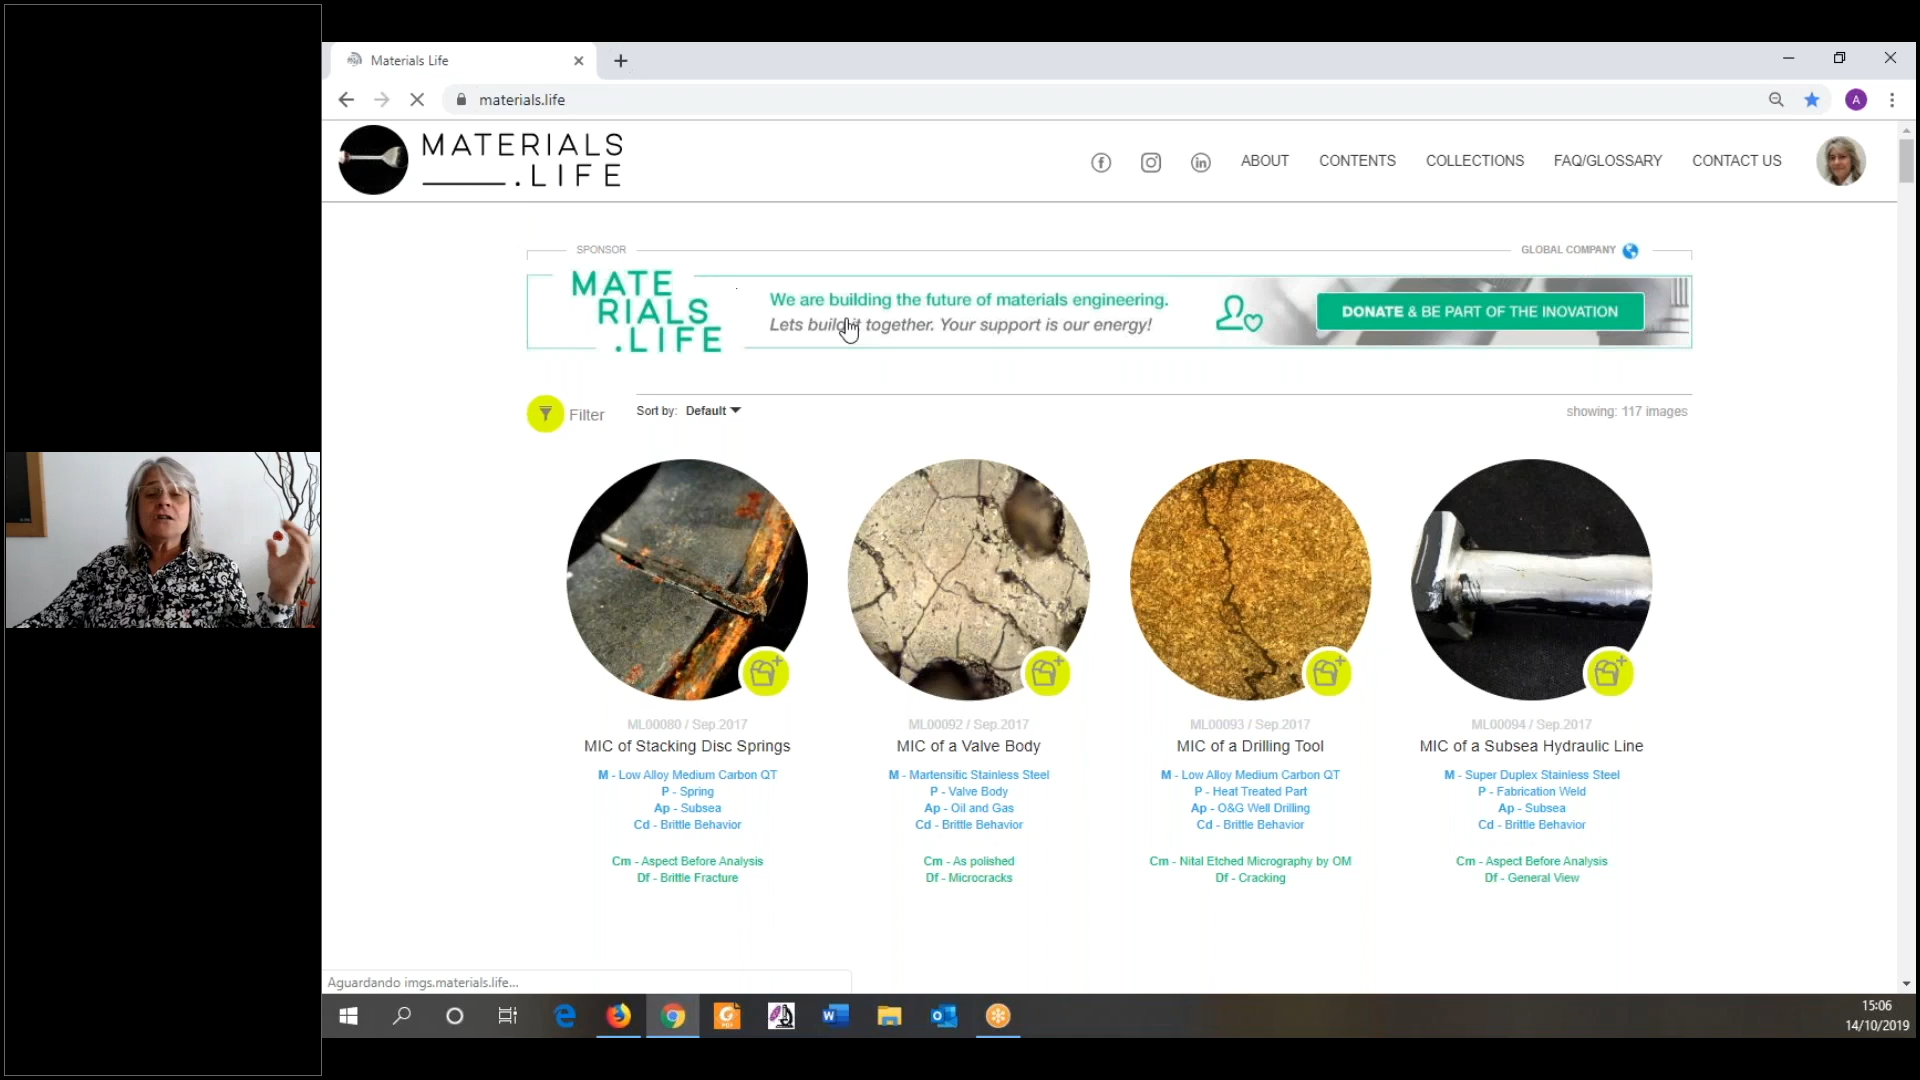 Materials Life
materials.life
A
MATERIALS
.LIFE
ABOUT
CONTENTS
COLLECTIONS
FAQ/GLOSSARY
CONTACT US
SPONSOR
GLOBAL COMPANY
MATE
RIALS
.LIFE
We are building the future of materials engineering.
Lets build it together. Your support is our energy!
DONATE & BE PART OF THE INOVATION
Filter
Sort by: Default
showing: 117 images
ML00080 / Sep.2017
MIC of Stacking Disc Springs
M - Low Alloy Medium Carbon QT
P - Spring
Ap - Subsea
Cd - Brittle Behavior
Cm - Aspect Before Analysis
Df - Brittle Fracture
ML00092 / Sep.2017
MIC of a Valve Body
M - Martensitic Stainless Steel
P - Valve Body
Ap - Oil and Gas
Cd - Brittle Behavior
Cm - As polished
Df - Microcracks
ML00093 / Sep.2017
MIC of a Drilling Tool
M - Low Alloy Medium Carbon QT
P - Heat Treated Part
Ap - O&G Well Drilling
Cd - Brittle Behavior
Cm - Nital Etched Micrography by OM
Df - Cracking
ML00094 / Sep.2017
MIC of a Subsea Hydraulic Line
M - Super Duplex Stainless Steel
P - Fabrication Weld
Ap - Subsea
Cd - Brittle Behavior
Cm - Aspect Before Analysis
Df - General View
Aguardando imgs.materials.life...
15:06
14/10/2019